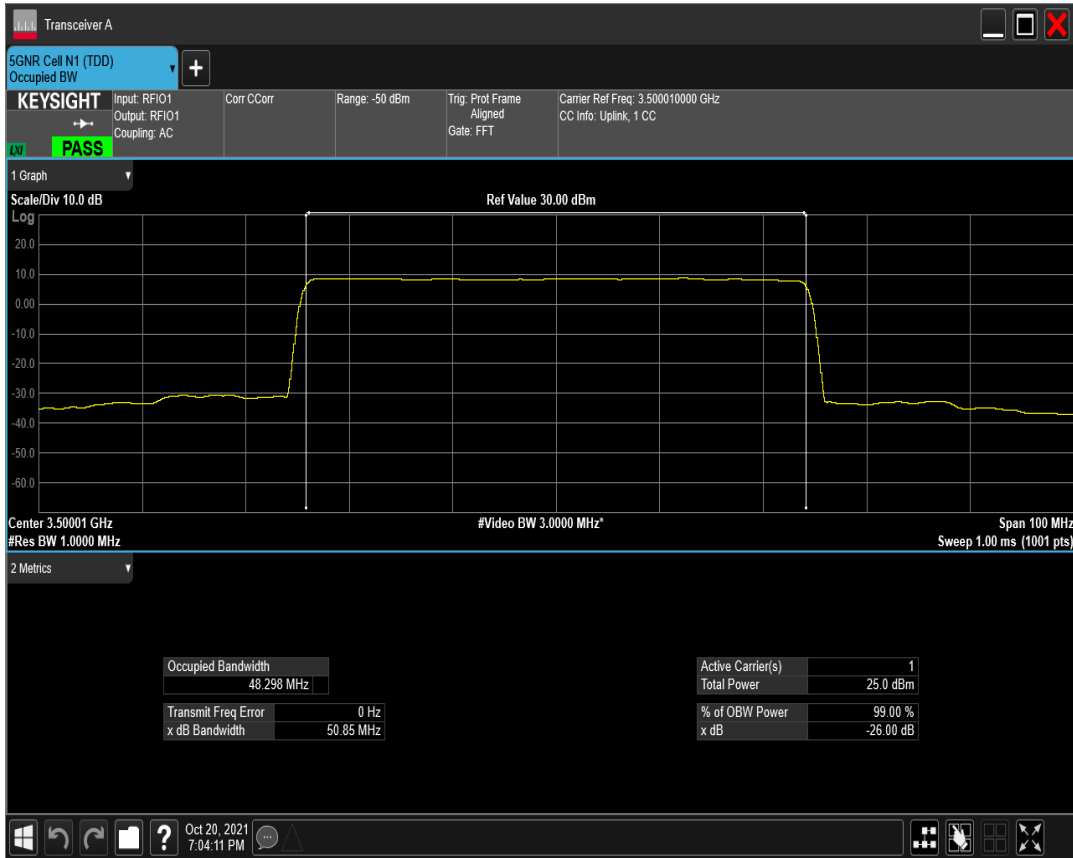 Transceiver A
5GNR Cell N1 (TDD)
Occupied BW
+
KEYSIGHT
LXI
PASS
Input: RFIO1
Output: RFIO1
Coupling: AC
Corr CCorr
Range: -50 dBm
Trig: Prot Frame
Aligned
Gate: FFT
Carrier Ref Freq: 3.500010000 GHz
CC Info: Uplink, 1 CC
1 Graph
Scale/Div 10.0 dB
Ref Value 30.00 dBm
Log
20.0
10.0
0.00
-10.0
-20.0
-30.0
-40.0
-50.0
-60.0
Center 3.50001 GHz
#Video BW 3.0000 MHz*
Span 100 MHz
#Res BW 1.0000 MHz
Sweep 1.00 ms (1001 pts)
2 Metrics
Occupied Bandwidth
48.298 MHz
Transmit Freq Error 0 Hz
x dB Bandwidth 50.85 MHz
Active Carrier(s) 1
Total Power 25.0 dBm
% of OBW Power 99.00 %
x dB -26.00 dB
?
Oct 20, 2021
7:04:11 PM